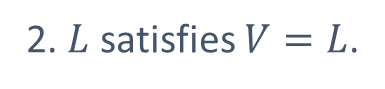 2. L satisfies V = L.